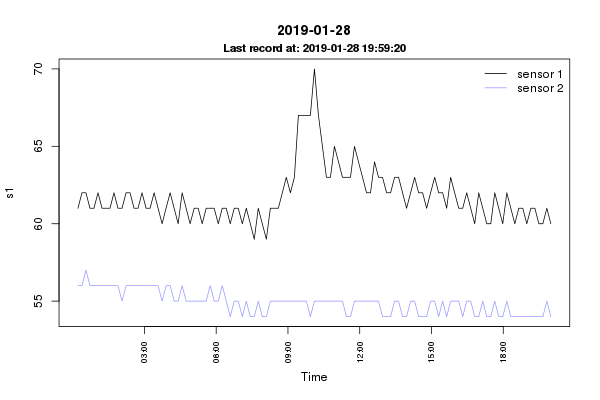 2019-01-28
Last record at: 2019-01-28 19:59:20
sensor 1
sensor 2
70
65
60
55
s1
03:00 06:00 09:00 12:00 15:00 18:00
Time